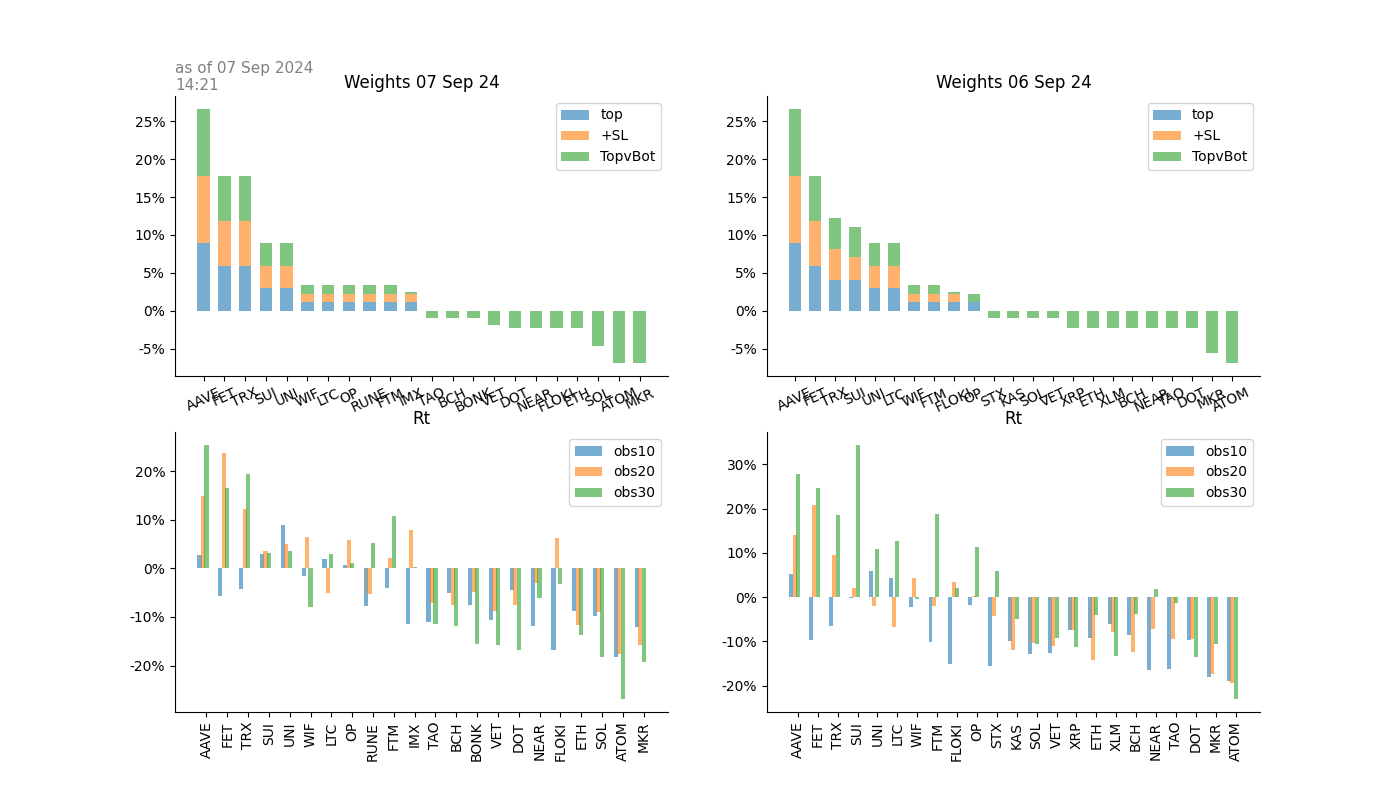 as of 07 Sep 2024
14:21
Weights 07 Sep 24
25%
20%
15%
10%
5%
0%
-5%
top
+SL
TopvBot
AAVE FET TRX SUI UNI WIF LTC OP RUNE FTM IMX TAO BCH BONK VET DOT NEAR FLOKI ETH SOL ATOM MKR
Weights 06 Sep 24
25%
20%
15%
10%
5%
0%
-5%
top
+SL
TopvBot
AAVE FET TRX SUI UNI LTC WIF FTM FLOKI OP STX KAS SOL VET XRP ETH XLM BCH NEAR TAO DOT MKR ATOM
Rt
20%
10%
0%
-10%
-20%
obs10
obs20
obs30
AAVE FET TRX SUI UNI WIF LTC OP RUNE FTM IMX TAO BCH BONK VET DOT NEAR FLOKI ETH SOL ATOM MKR
Rt
30%
20%
10%
0%
-10%
-20%
obs10
obs20
obs30
AAVE FET TRX SUI UNI LTC WIF FTM FLOKI OP STX KAS SOL VET XRP ETH XLM BCH NEAR TAO DOT MKR ATOM